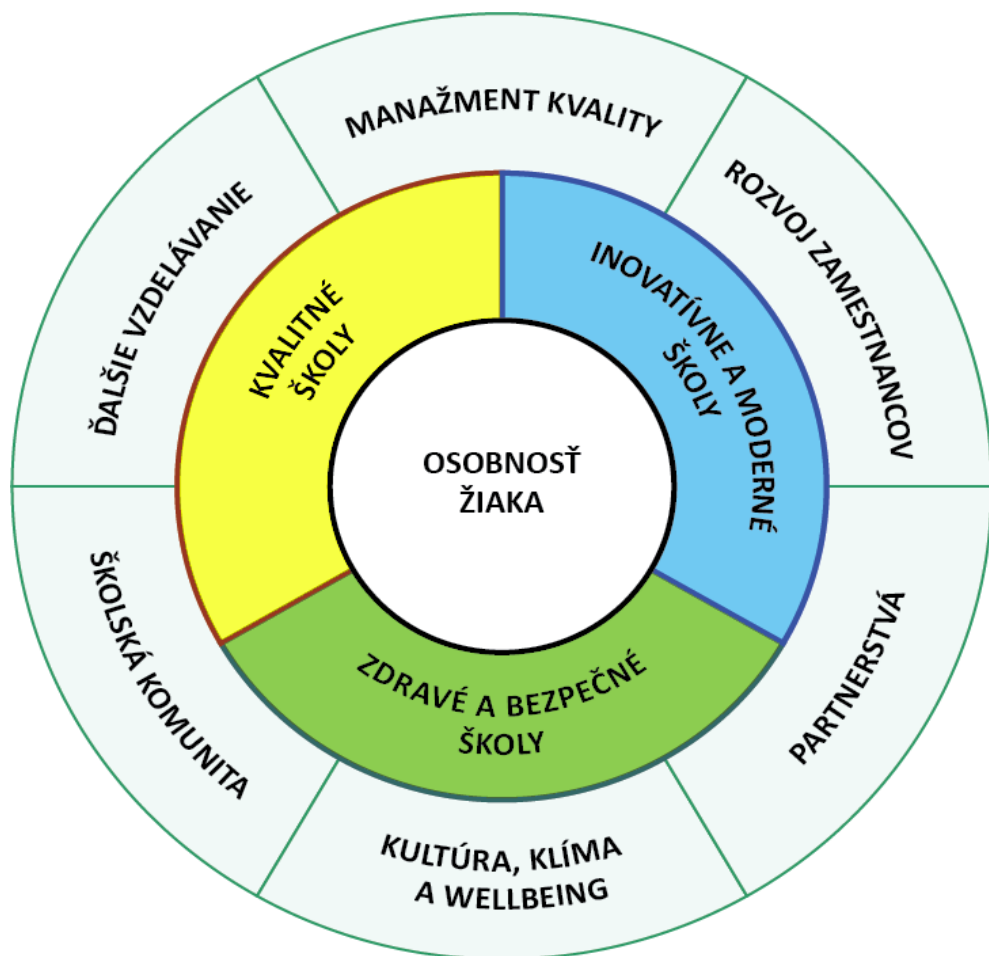 MANAŽMENT KVALITY
ROZVOJ ZAMESTNANCOV
PARTNERSTVÁ
KULTÚRA, KLÍMA
A WELLBEING
ŠKOLSKÁ KOMUNITA
ĎALŠIE VZDELÁVANIE
KVALITNÉ
ŠKOLY
INOVATÍVNE A MODERNÉ
ŠKOLY
ZDRAVÉ A BEZPEČNÉ
ŠKOLY
OSOBNOSŤ
ŽIAKA